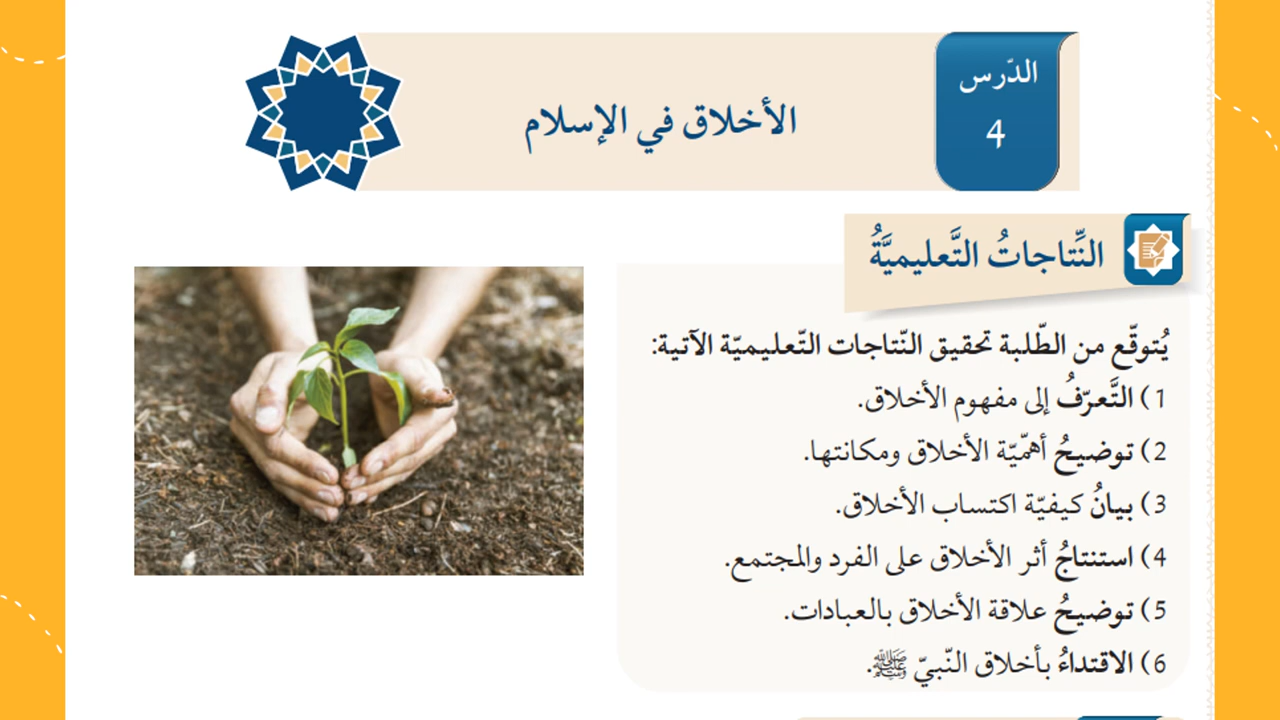 الدّرس
4
الأخلاق في الإسلام
النِّتاجاتُ التَّعليميَّةُ
يُتوقّع من الطّلبة تحقيق النّتاجات التّعليميّة الآتية:
1) التَّعرّفُ إلى مفهوم الأخلاق.
2) توضيحُ أهمّيّة الأخلاق ومكانتها.
3) بيانُ كيفيّة اكتساب الأخلاق.
4) استنتاجُ أثر الأخلاق على الفرد والمجتمع.
5) توضيحُ علاقة الأخلاق بالعبادات.
6) الاقتداءُ بأخلاق النّبيّ ﷺ.